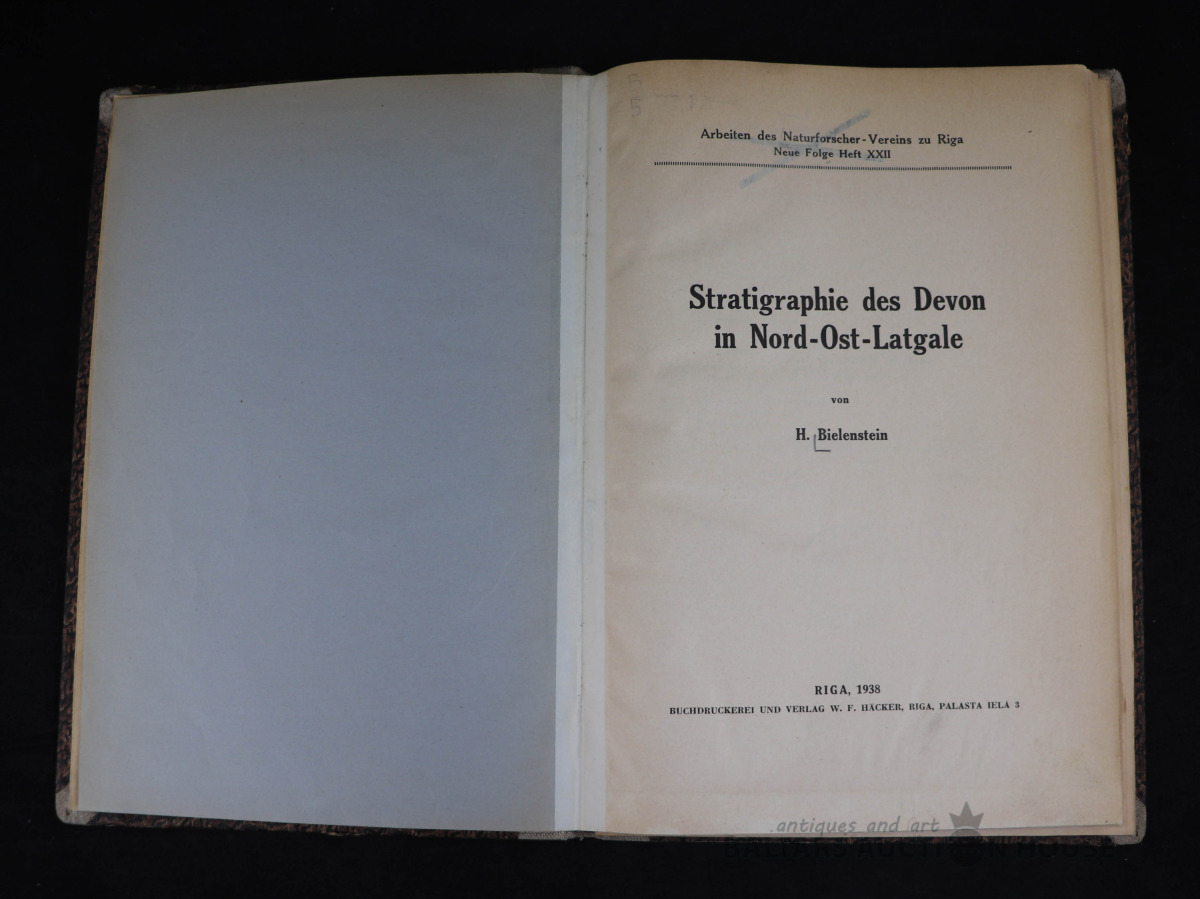 Arbeiten des Naturforscher-Vereins zu Riga
Neue Folge Heft XXII
Stratigraphie des Devon
in Nord-Ost-Latgale
von
H. Bielenstein
RIGA, 1938
BUCHDRUCKEREI UND VERLAG W. F. HÄCKER, RIGA, PALASTA IELĀ 3
antiques and art